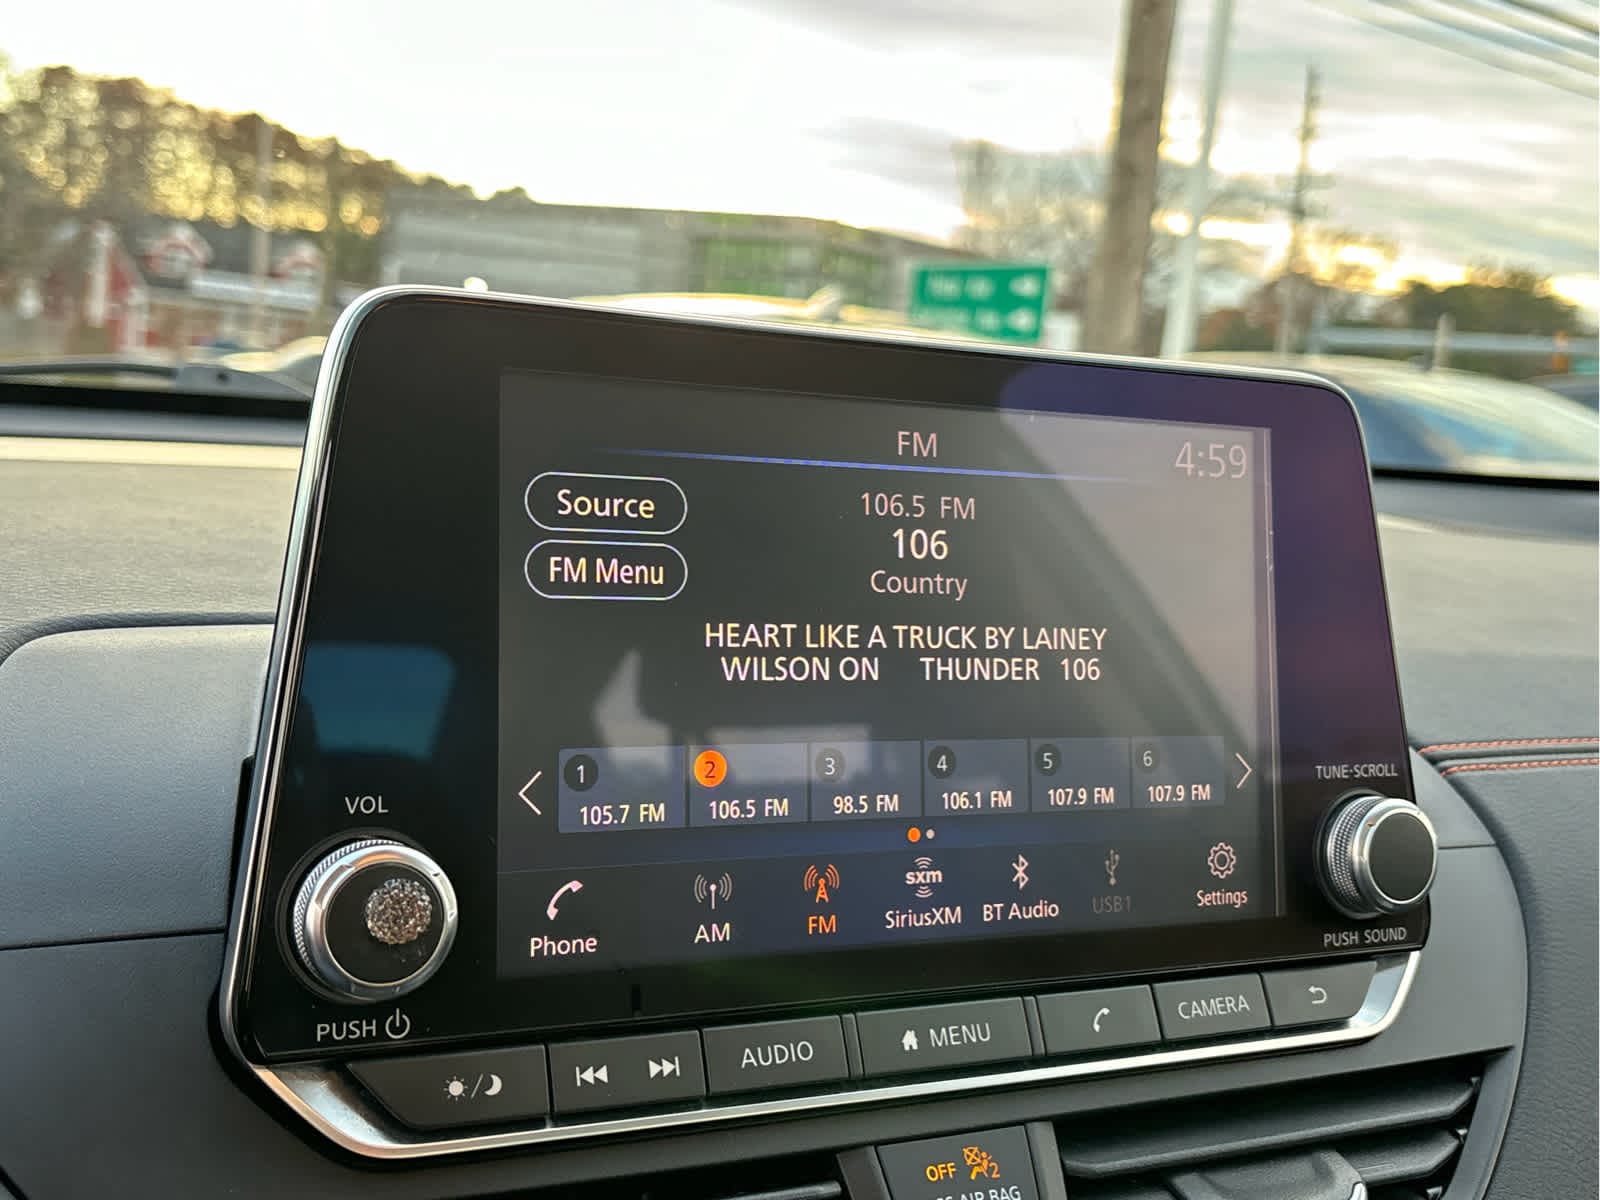 FM
4:59
Source
106.5 FM
106
FM Menu
Country
HEART LIKE A TRUCK BY LAINEY
WILSON ON THUNDER 106
1 2 3 4 5 6
105.7 FM 106.5 FM 98.5 FM 106.1 FM 107.9 FM 107.9 FM
VOL
TUNE·SCROLL
sxm
Phone AM FM SiriusXM BT Audio USB1 Settings
PUSH
PUSH SOUND
AUDIO MENU CAMERA
OFF 2
AIR BAG